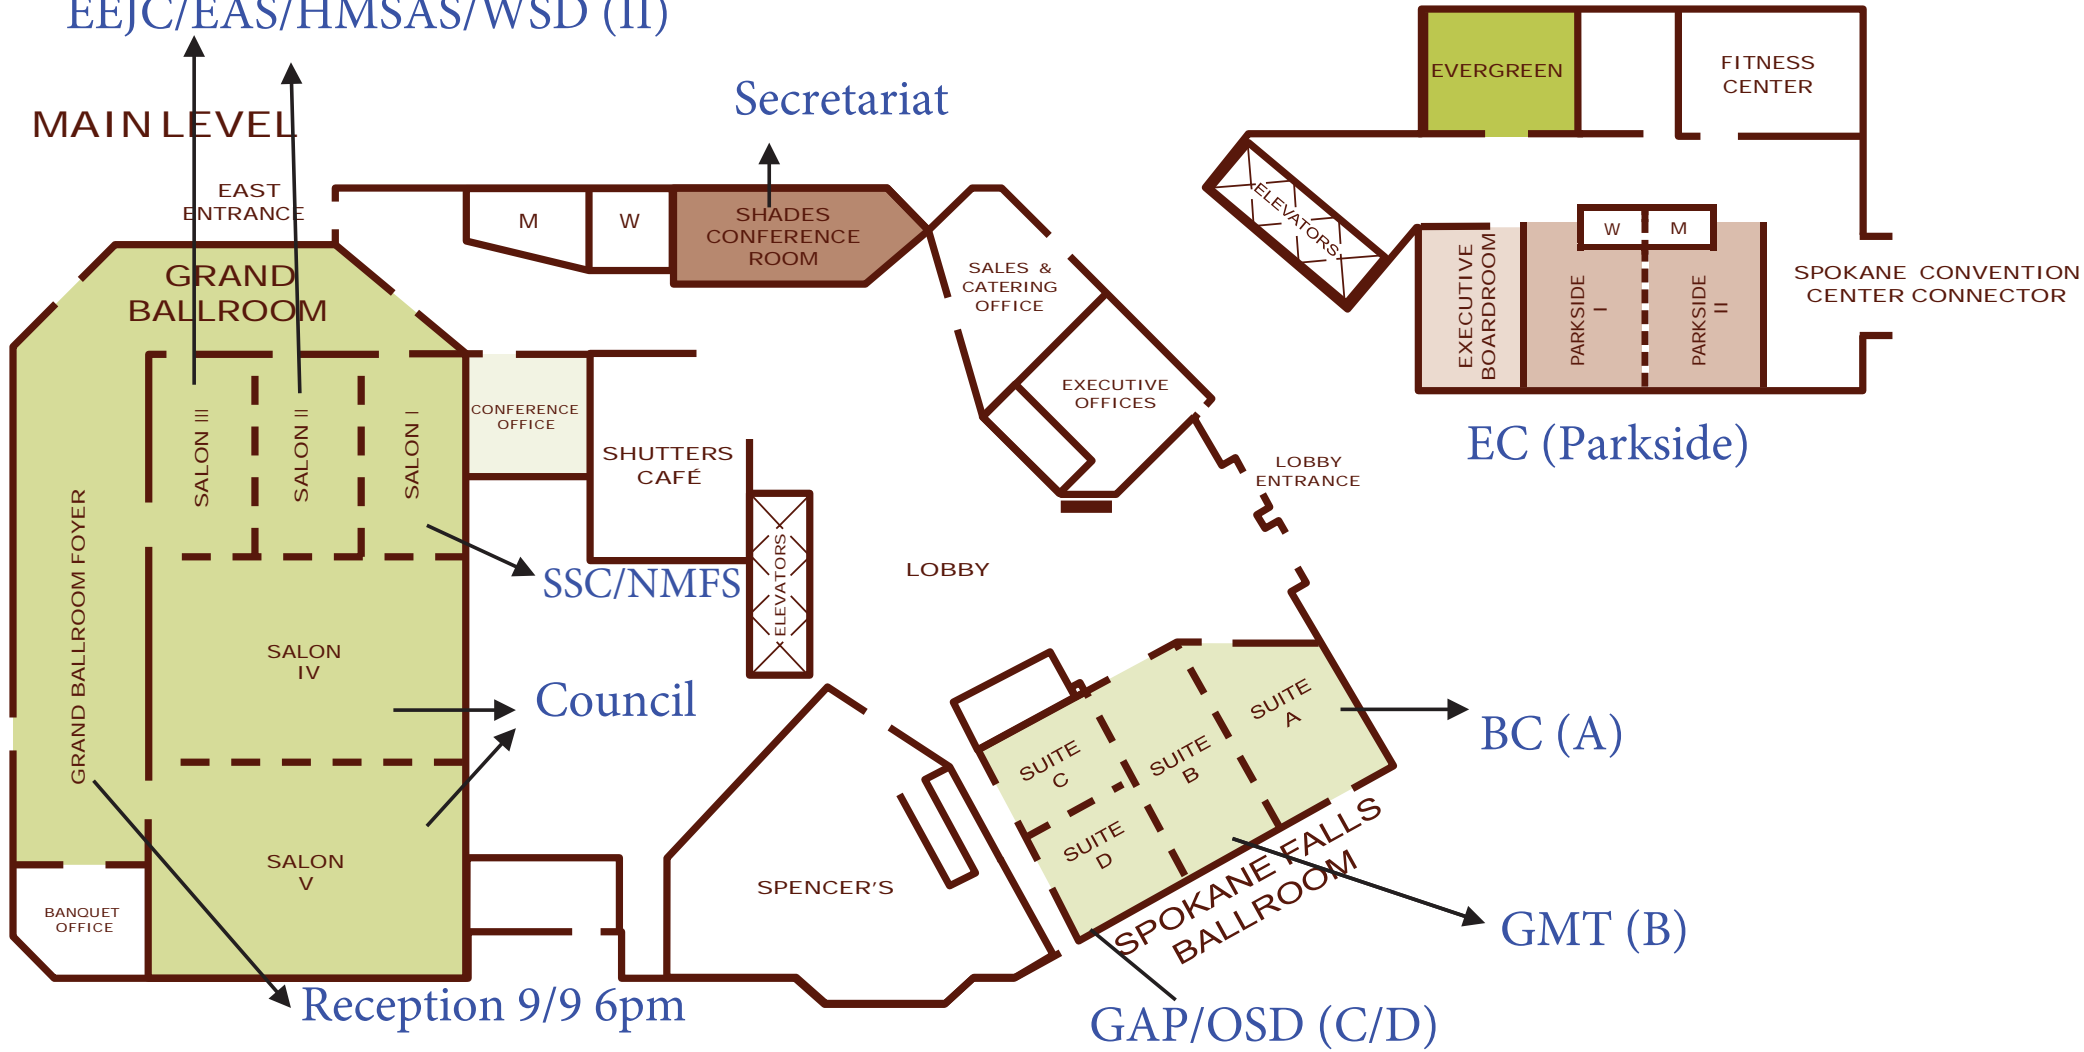 EEJC/EAS/HMSAS/WSD (II)
MAIN LEVEL
EAST
ENTRANCE
Secretariat
M
W
SHADES
CONFERENCE
ROOM
GRAND
BALLROOM
SALES &
CATERING
OFFICE
EXECUTIVE
OFFICES
CONFERENCE
OFFICE
SHUTTERS
CAFÉ
SALON III
SALON II
SALON I
GRAND BALLROOM FOYER
SSC/NMFS
ELEVATORS
LOBBY
LOBBY
ENTRANCE
SALON
IV
Council
SALON
V
BANQUET
OFFICE
Reception 9/9 6pm
SPENCER'S
SUITE
A
SUITE
B
SUITE
C
SUITE
D
SPOKANE FALLS
BALLROOM
BC (A)
GMT (B)
GAP/OSD (C/D)
EVERGREEN
FITNESS
CENTER
ELEVATORS
W
M
EXECUTIVE
BOARDROOM
PARKSIDE
I
PARKSIDE
II
SPOKANE CONVENTION
CENTER CONNECTOR
EC (Parkside)